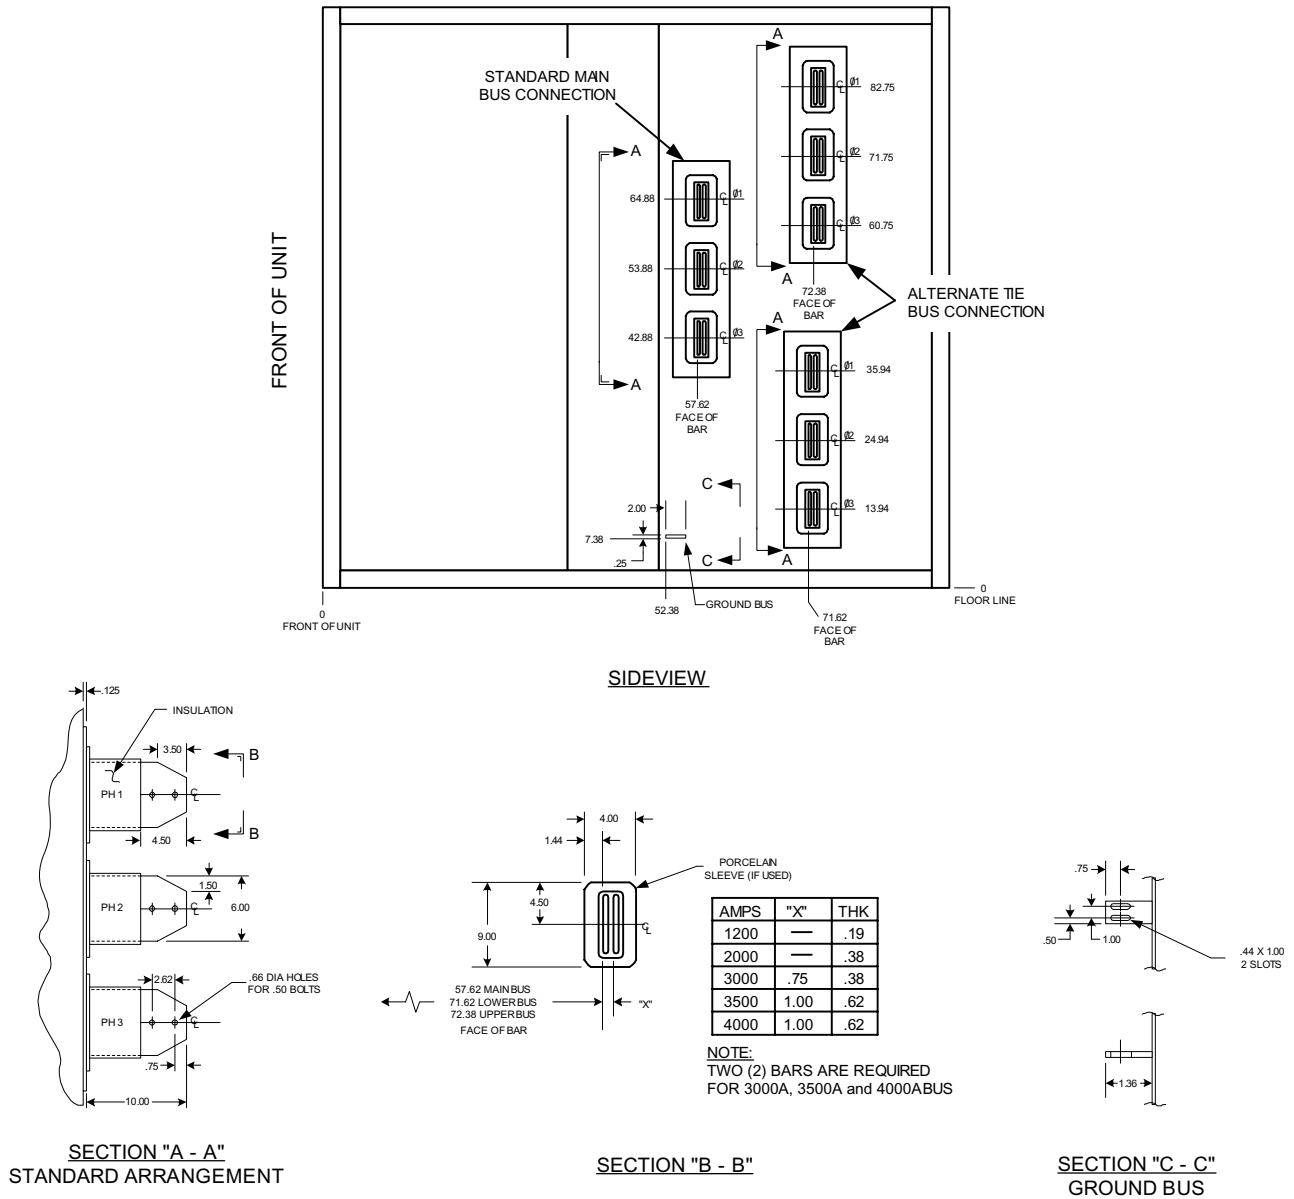 A
STANDARD MAIN
BUS CONNECTION
℄ Ø1 82.75
℄ Ø2 71.75
℄ Ø3 60.75
A
A
64.88 ℄ Ø1
53.88 ℄ Ø2
42.88 ℄ Ø3
A
72.38
FACE OF
BAR
FRONT OF UNIT
ALTERNATE TIE
BUS CONNECTION
A
57.62
FACE OF
BAR
℄ Ø1 35.94
℄ Ø2 24.94
℄ Ø3 13.94
C
2.00
7.38
.25
C
A
0
FRONT OF UNIT
52.38
GROUND BUS
71.62
FACE OF
BAR
0
FLOOR LINE
SIDEVIEW
.125
INSULATION
3.50
B
PH 1
℄
B
4.50
1.50
PH 2
℄
6.00
2.62
.66 DIA HOLES
FOR .50 BOLTS
PH 3
℄
.75
10.00
SECTION "A - A"
STANDARD ARRANGEMENT
4.00
1.44
PORCELAIN
SLEEVE (IF USED)
4.50
9.00
℄
57.62 MAIN BUS
71.62 LOWER BUS
72.38 UPPER BUS
FACE OF BAR
"X"
AMPS "X" THK
1200 — .19
2000 — .38
3000 .75 .38
3500 1.00 .62
4000 1.00 .62
NOTE:
TWO (2) BARS ARE REQUIRED
FOR 3000A, 3500A and 4000A BUS
SECTION "B - B"
.75
.50
1.00
.44 X 1.00
2 SLOTS
1.36
SECTION "C - C"
GROUND BUS